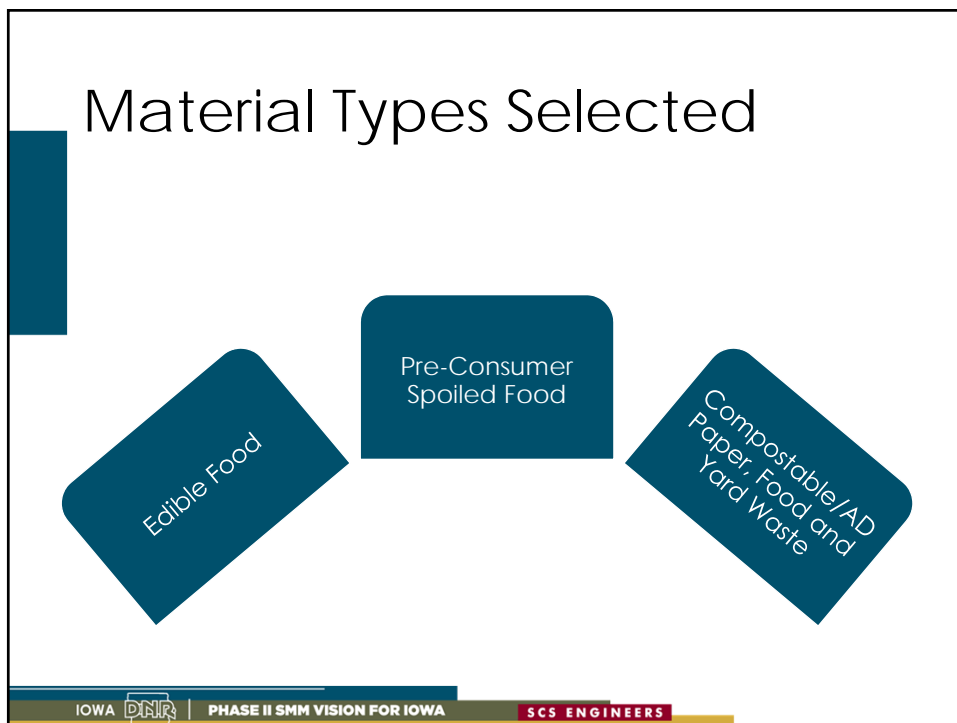 Material Types Selected
Edible Food
Pre-Consumer
Spoiled Food
Compostable/AD
Paper, Food and
Yard Waste
IOWA DNR | PHASE II SMM VISION FOR IOWA
SCS ENGINEERS